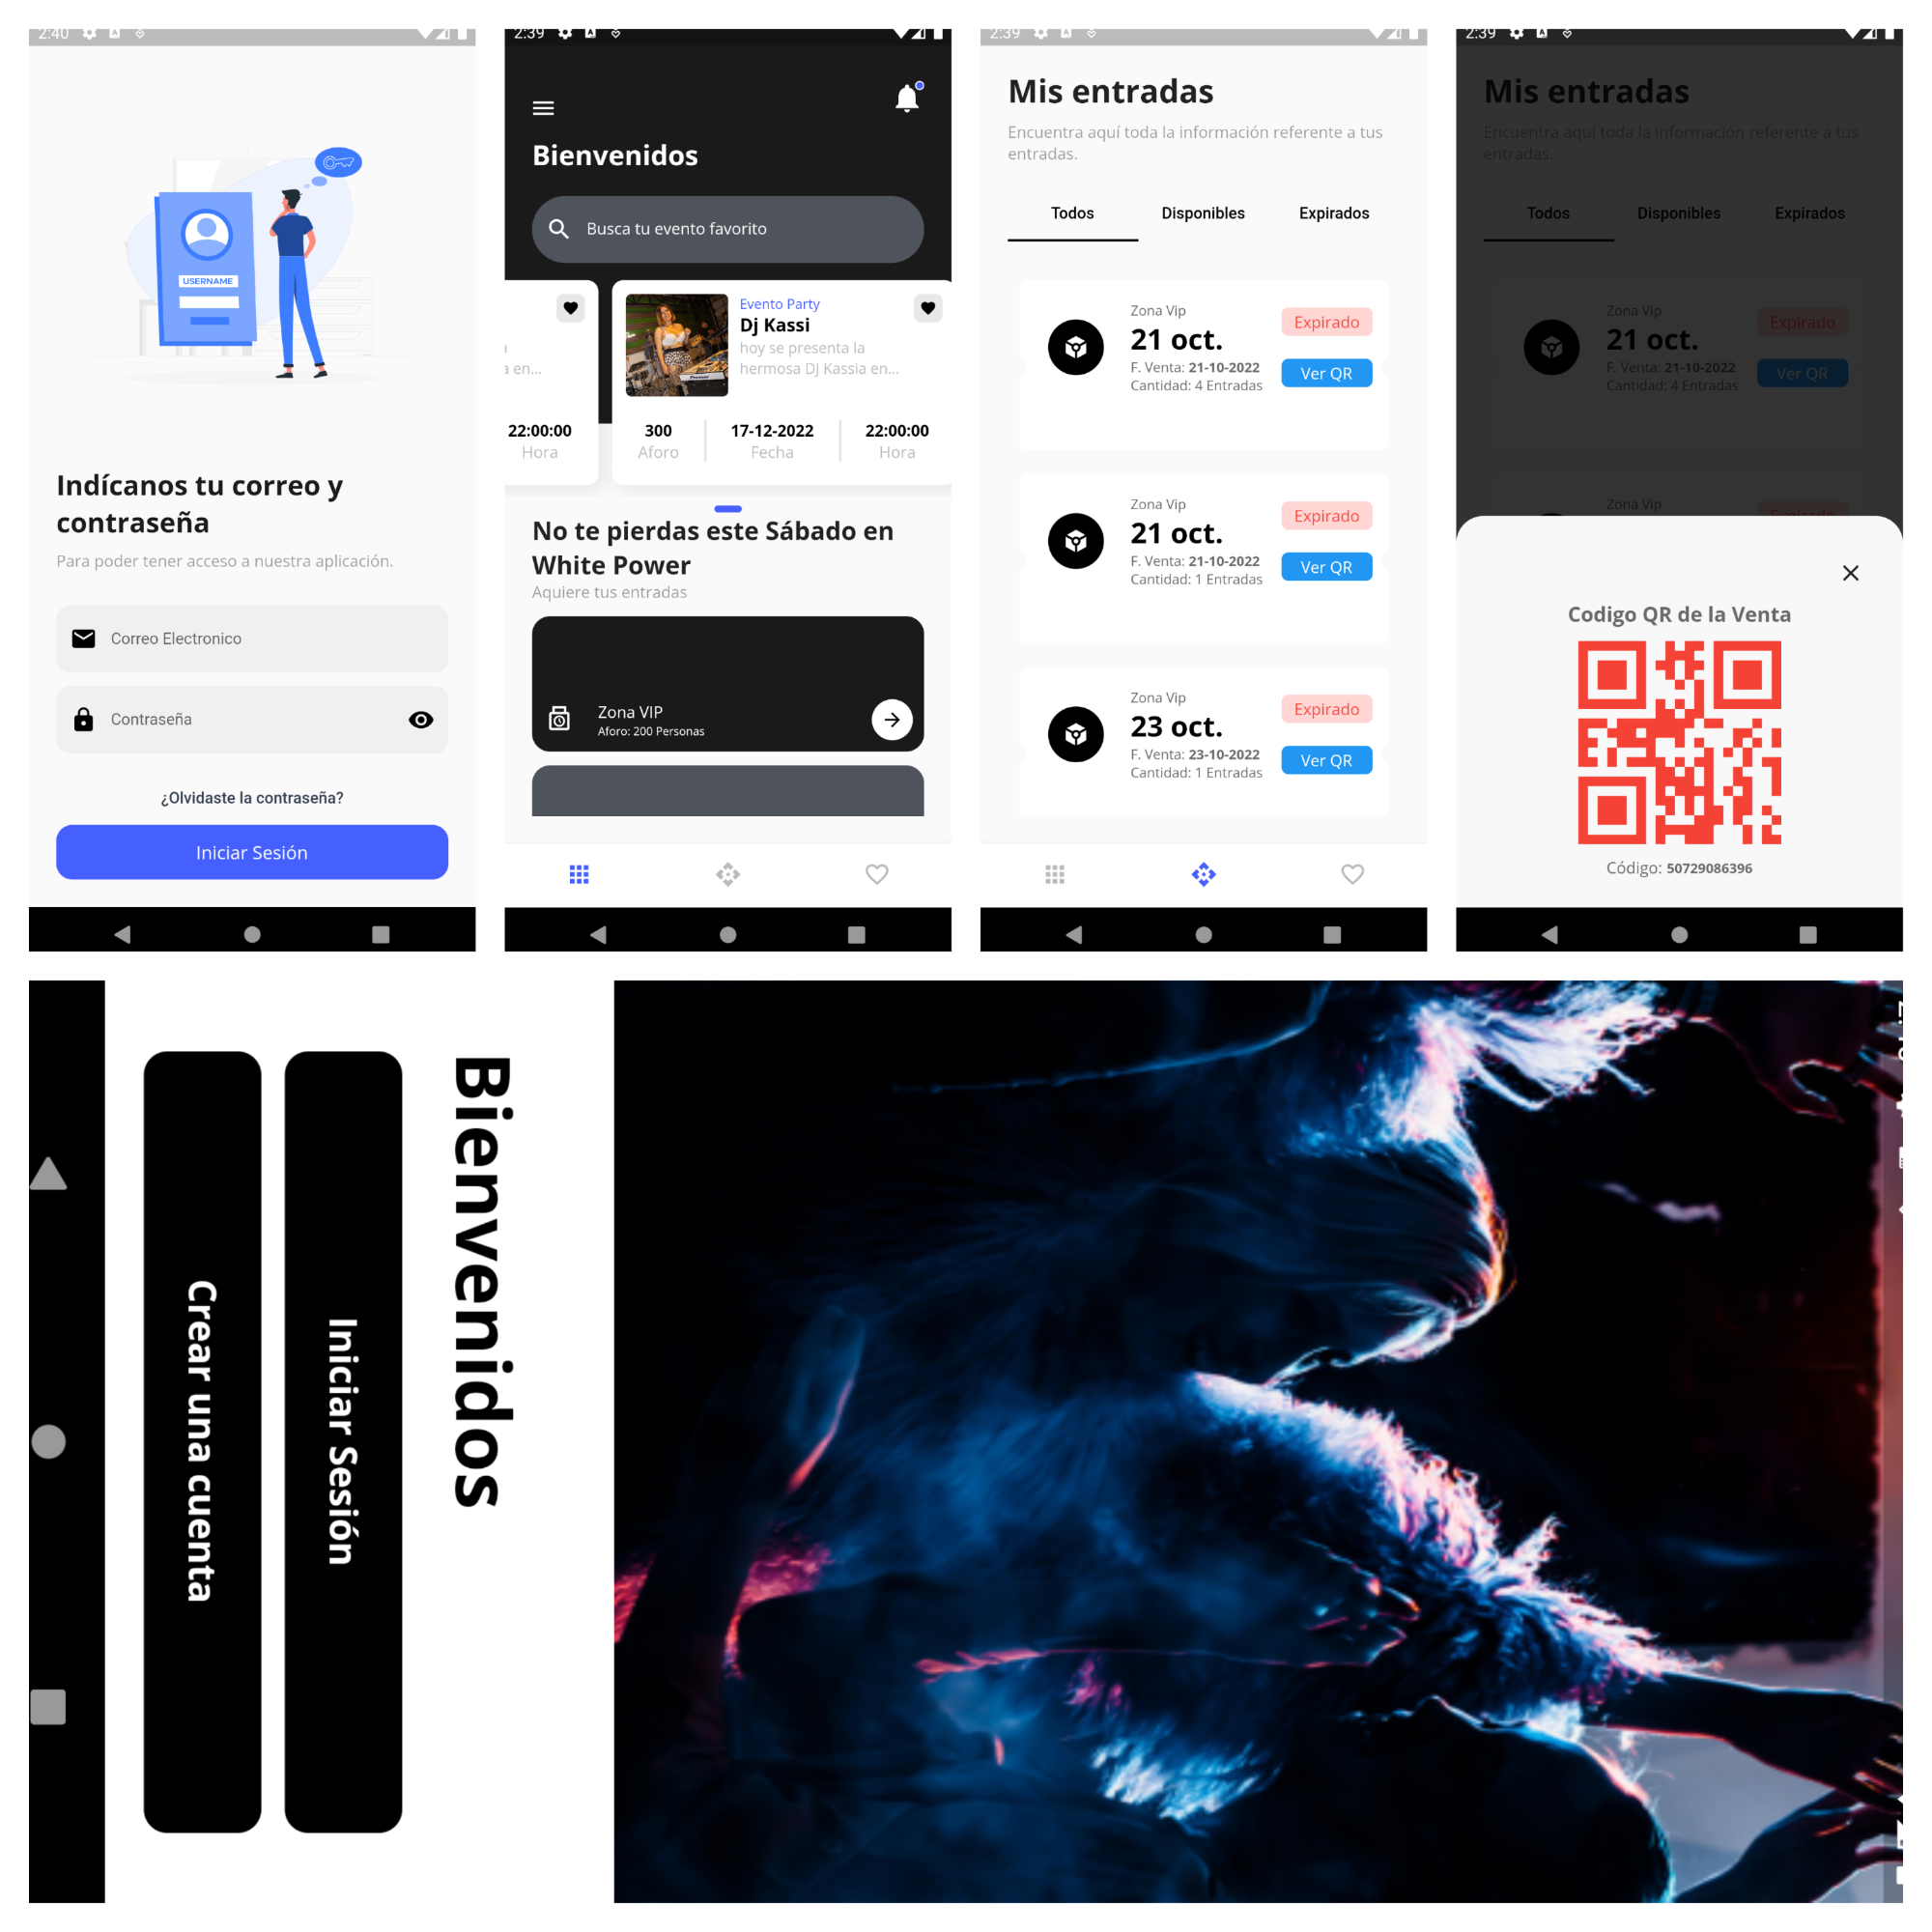 2:40
USERNAME
Indícanos tu correo y
contraseña
Para poder tener acceso a nuestra aplicación.
Correo Electronico
Contraseña
¿Olvidaste la contraseña?
Iniciar Sesión
2:39
Bienvenidos
Busca tu evento favorito
a en...
22:00:00
Hora
Evento Party
Dj Kassi
hoy se presenta la
hermosa DJ Kassia en...
300
Aforo
17-12-2022
Fecha
22:00:00
Hora
No te pierdas este Sábado en
White Power
Aquiere tus entradas
Zona VIP
Aforo: 200 Personas
2:39
Mis entradas
Encuentra aquí toda la información referente a tus
entradas.
Todos Disponibles Expirados
Zona Vip
21 oct.
F. Venta: 21-10-2022
Cantidad: 4 Entradas
Expirado
Ver QR
Zona Vip
21 oct.
F. Venta: 21-10-2022
Cantidad: 1 Entradas
Expirado
Ver QR
Zona Vip
23 oct.
F. Venta: 23-10-2022
Cantidad: 1 Entradas
Expirado
Ver QR
2:39
Mis entradas
Encuentra aquí toda la información referente a tus
entradas.
Todos Disponibles Expirados
Zona Vip
21 oct.
F. Venta: 21-10-2022
Cantidad: 4 Entradas
Expirado
Ver QR
Zona Vip
Codigo QR de la Venta
Código: 50729086396
Bienvenidos
Iniciar Sesión
Crear una cuenta